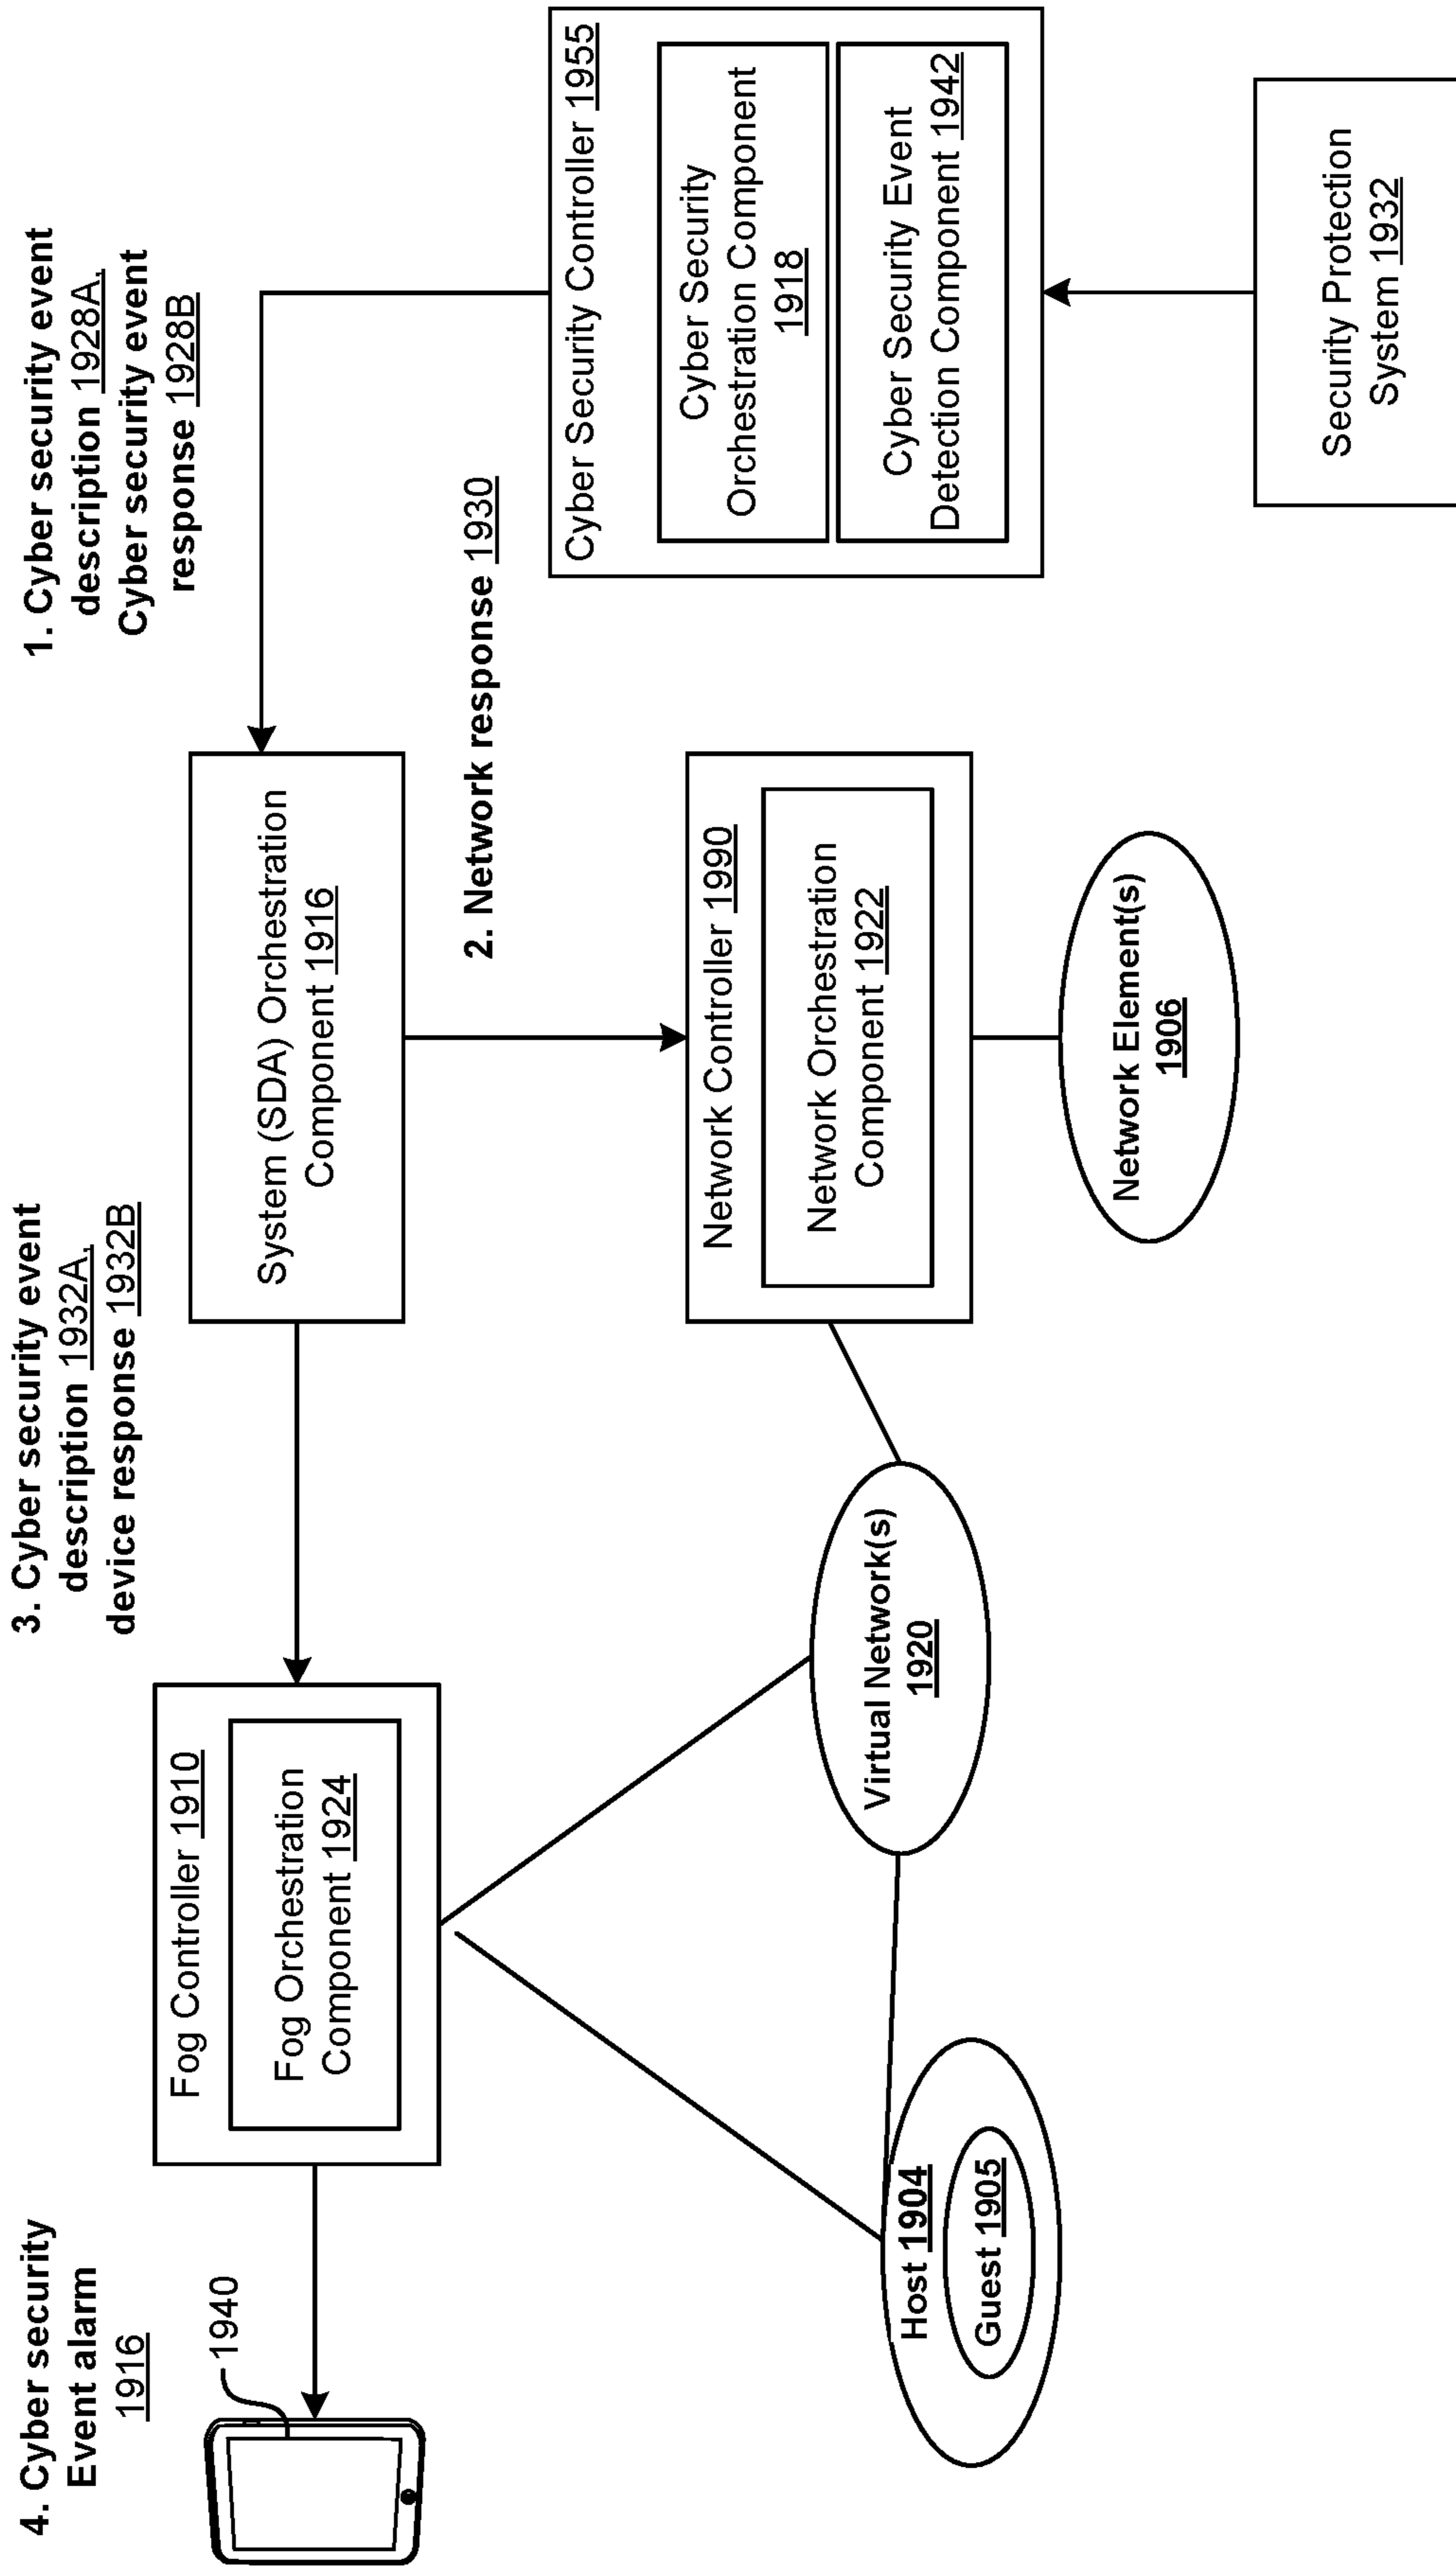 4. Cyber security
Event alarm
1916
1940
3. Cyber security event
description 1932A,
device response 1932B
1. Cyber security event
description 1928A,
Cyber security event
response 1928B
Fog Controller 1910
Fog Orchestration
Component 1924
System (SDA) Orchestration
Component 1916
2. Network response 1930
Cyber Security Controller 1955
Cyber Security
Orchestration Component
1918
Cyber Security Event
Detection Component 1942
Network Controller 1990
Network Orchestration
Component 1922
Host 1904
Guest 1905
Virtual Network(s)
1920
Network Element(s)
1906
Security Protection
System 1932